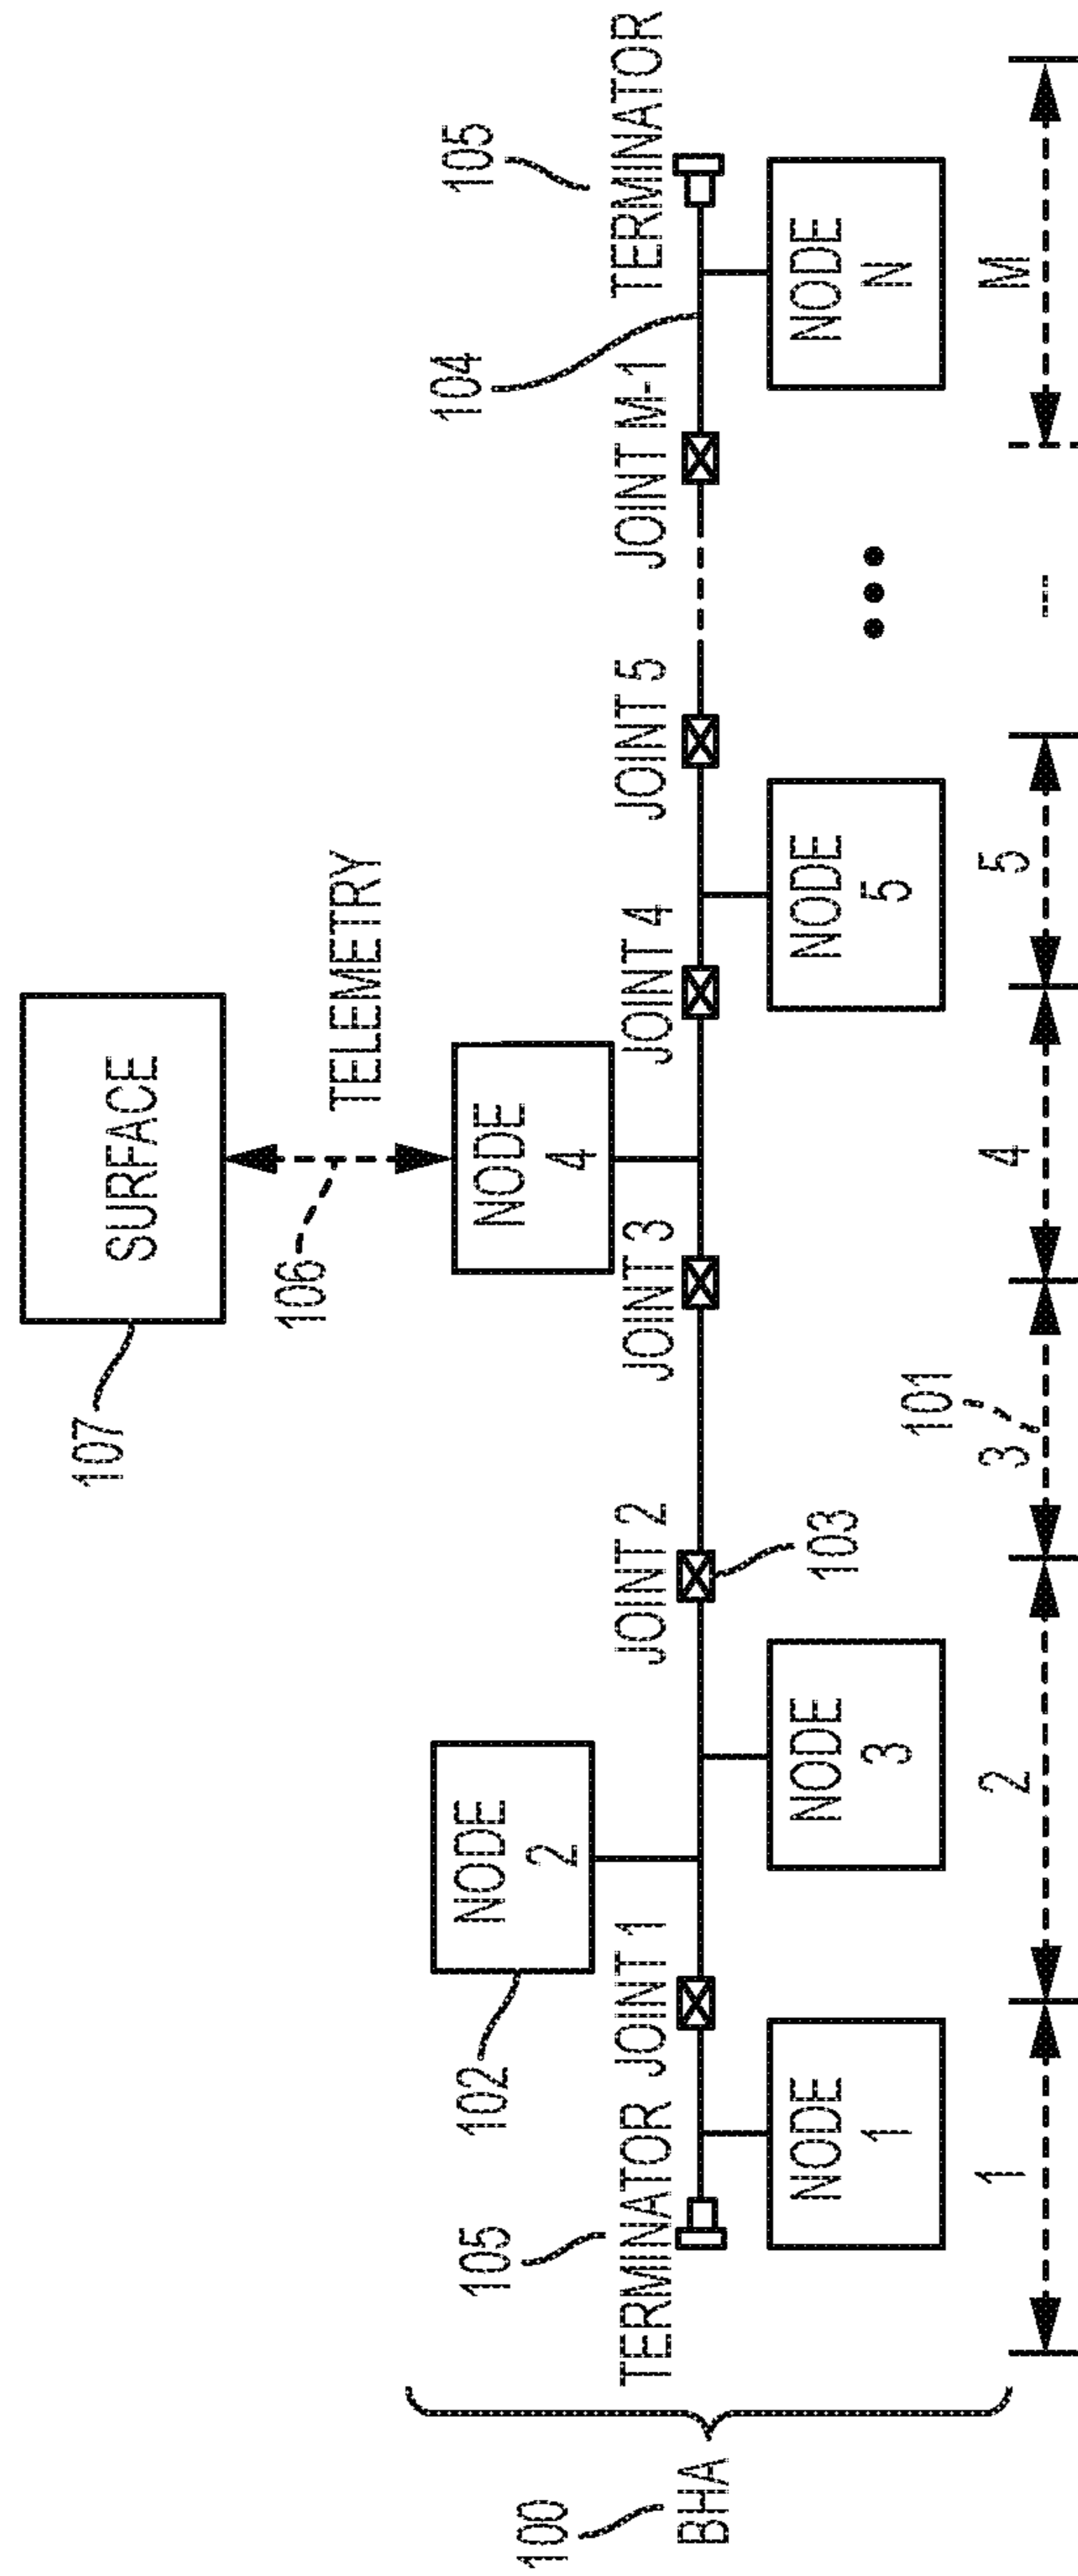 107
SURFACE
106
TELEMETRY
102
NODE
2
NODE
4
105
TERMINATOR
JOINT 1
JOINT 2
103
JOINT 3
JOINT 4
JOINT 5
JOINT M-1
104
TERMINATOR
105
100
BHA
NODE
1
NODE
3
NODE
5
NODE
N
101
1
2
3
4
5
M